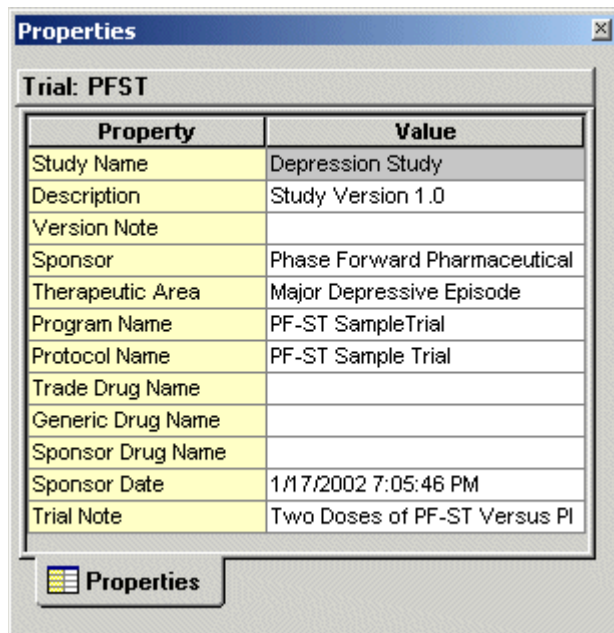 Properties
Trial: PFST
Property Value
Study Name Depression Study
Description Study Version 1.0
Version Note
Sponsor Phase Forward Pharmaceutical
Therapeutic Area Major Depressive Episode
Program Name PF-ST SampleTrial
Protocol Name PF-ST Sample Trial
Trade Drug Name
Generic Drug Name
Sponsor Drug Name
Sponsor Date 1/17/2002 7:05:46 PM
Trial Note Two Doses of PF-ST Versus Pl
Properties